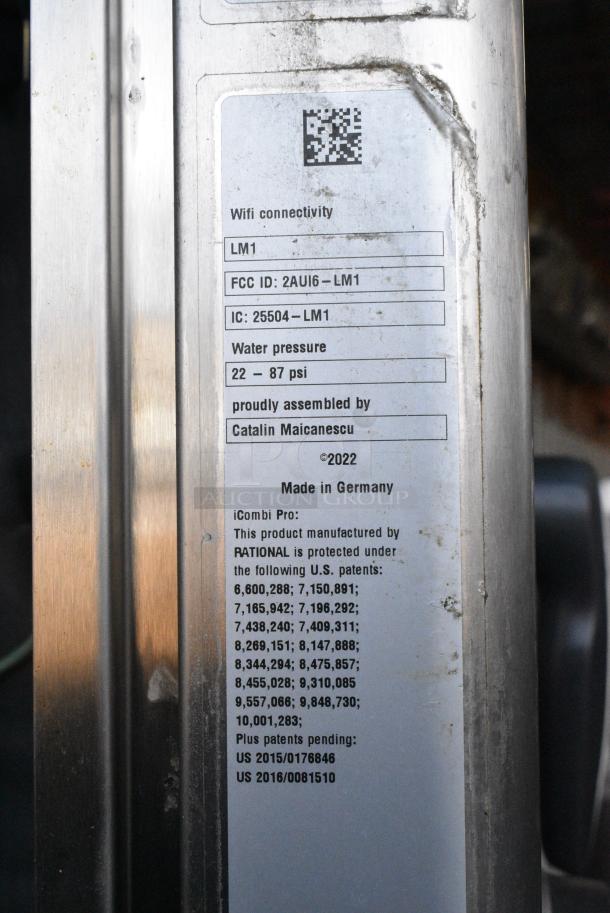 Wifi connectivity
LM1
FCC ID: 2AUI6–LM1
IC: 25504–LM1
Water pressure
22 – 87 psi
proudly assembled by
Catalin Maicanescu
©2022
Made in Germany
AUCTION GROUP
iCombi Pro:
This product manufactured by
RATIONAL is protected under
the following U.S. patents:
6,600,288; 7,150,891;
7,165,942; 7,196,292;
7,438,240; 7,409,311;
8,269,151; 8,147,888;
8,344,294; 8,475,857;
8,455,028; 9,310,085
9,557,066; 9,848,730;
10,001,283;
Plus patents pending:
US 2015/0176846
US 2016/0081510